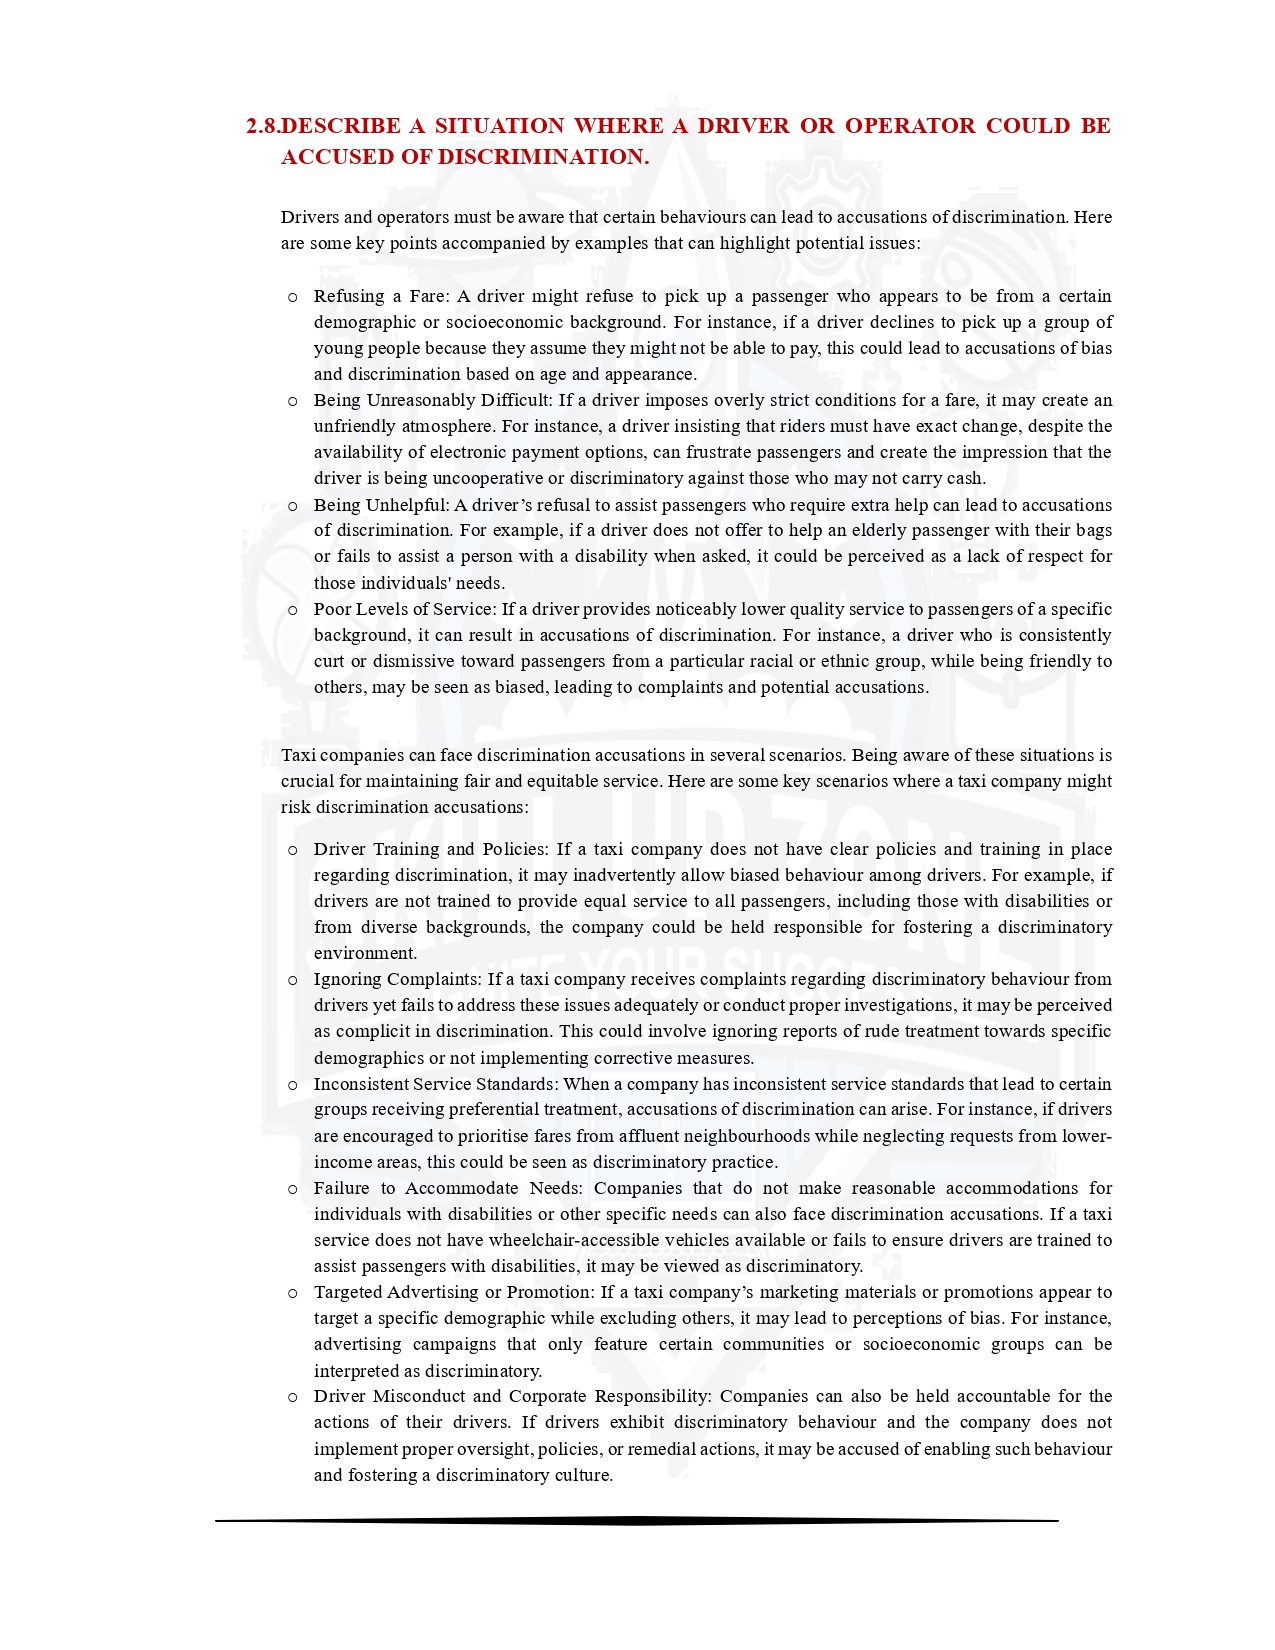 2.8.DESCRIBE A SITUATION WHERE A DRIVER OR OPERATOR COULD BE
ACCUSED OF DISCRIMINATION.
Drivers and operators must be aware that certain behaviours can lead to accusations of discrimination. Here
are some key points accompanied by examples that can highlight potential issues:
o Refusing a Fare: A driver might refuse to pick up a passenger who appears to be from a certain
demographic or socioeconomic background. For instance, if a driver declines to pick up a group of
young people because they assume they might not be able to pay, this could lead to accusations of bias
and discrimination based on age and appearance.
o Being Unreasonably Difficult: If a driver imposes overly strict conditions for a fare, it may create an
unfriendly atmosphere. For instance, a driver insisting that riders must have exact change, despite the
availability of electronic payment options, can frustrate passengers and create the impression that the
driver is being uncooperative or discriminatory against those who may not carry cash.
o Being Unhelpful: A driver’s refusal to assist passengers who require extra help can lead to accusations
of discrimination. For example, if a driver does not offer to help an elderly passenger with their bags
or fails to assist a person with a disability when asked, it could be perceived as a lack of respect for
those individuals' needs.
o Poor Levels of Service: If a driver provides noticeably lower quality service to passengers of a specific
background, it can result in accusations of discrimination. For instance, a driver who is consistently
curt or dismissive toward passengers from a particular racial or ethnic group, while being friendly to
others, may be seen as biased, leading to complaints and potential accusations.
Taxi companies can face discrimination accusations in several scenarios. Being aware of these situations is
crucial for maintaining fair and equitable service. Here are some key scenarios where a taxi company might
risk discrimination accusations:
o Driver Training and Policies: If a taxi company does not have clear policies and training in place
regarding discrimination, it may inadvertently allow biased behaviour among drivers. For example, if
drivers are not trained to provide equal service to all passengers, including those with disabilities or
from diverse backgrounds, the company could be held responsible for fostering a discriminatory
environment.
o Ignoring Complaints: If a taxi company receives complaints regarding discriminatory behaviour from
drivers yet fails to address these issues adequately or conduct proper investigations, it may be perceived
as complicit in discrimination. This could involve ignoring reports of rude treatment towards specific
demographics or not implementing corrective measures.
o Inconsistent Service Standards: When a company has inconsistent service standards that lead to certain
groups receiving preferential treatment, accusations of discrimination can arise. For instance, if drivers
are encouraged to prioritise fares from affluent neighbourhoods while neglecting requests from lower-
income areas, this could be seen as discriminatory practice.
o Failure to Accommodate Needs: Companies that do not make reasonable accommodations for
individuals with disabilities or other specific needs can also face discrimination accusations. If a taxi
service does not have wheelchair-accessible vehicles available or fails to ensure drivers are trained to
assist passengers with disabilities, it may be viewed as discriminatory.
o Targeted Advertising or Promotion: If a taxi company’s marketing materials or promotions appear to
target a specific demographic while excluding others, it may lead to perceptions of bias. For instance,
advertising campaigns that only feature certain communities or socioeconomic groups can be
interpreted as discriminatory.
o Driver Misconduct and Corporate Responsibility: Companies can also be held accountable for the
actions of their drivers. If drivers exhibit discriminatory behaviour and the company does not
implement proper oversight, policies, or remedial actions, it may be accused of enabling such behaviour
and fostering a discriminatory culture.